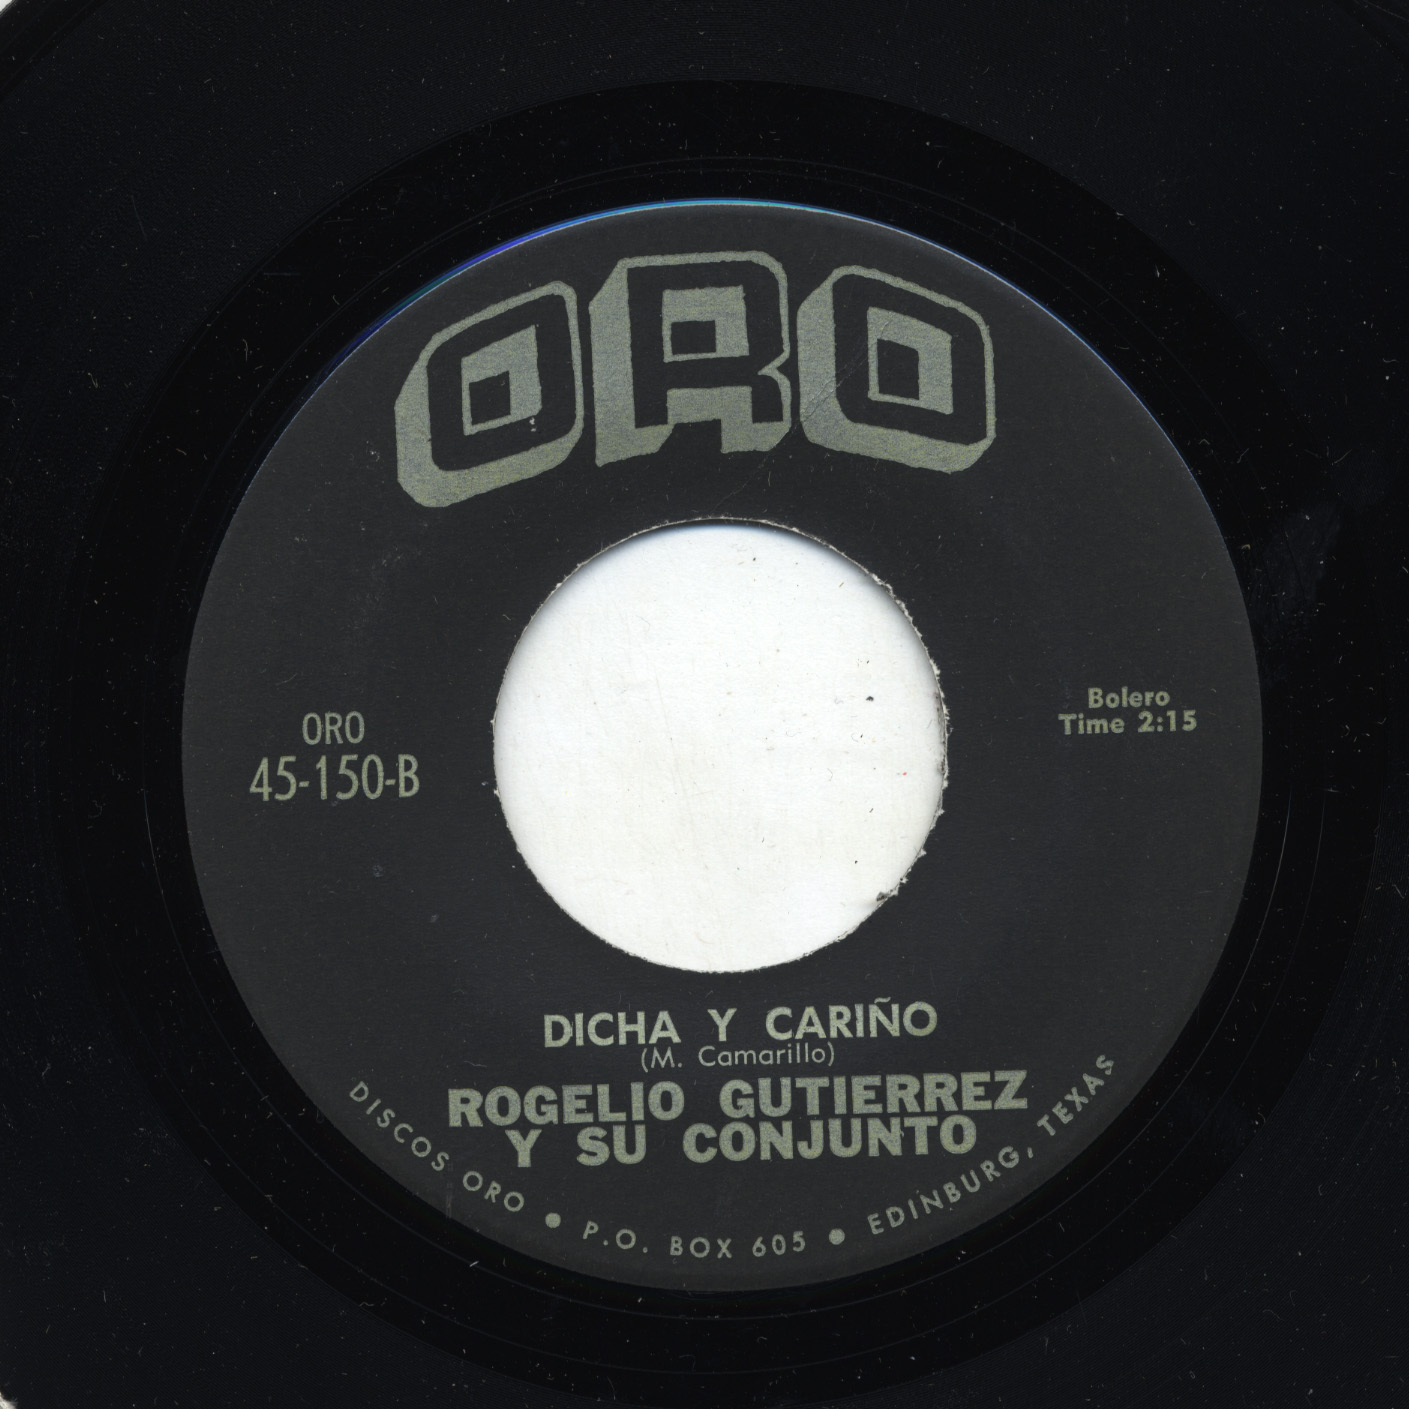 ORO
ORO
45-150-B
Bolero
Time 2:15
DICHA Y CARIÑO
(M. Camarillo)
ROGELIO GUTIERREZ
Y SU CONJUNTO
DISCOS ORO • P.O. BOX 605 • EDINBURG, TEXAS